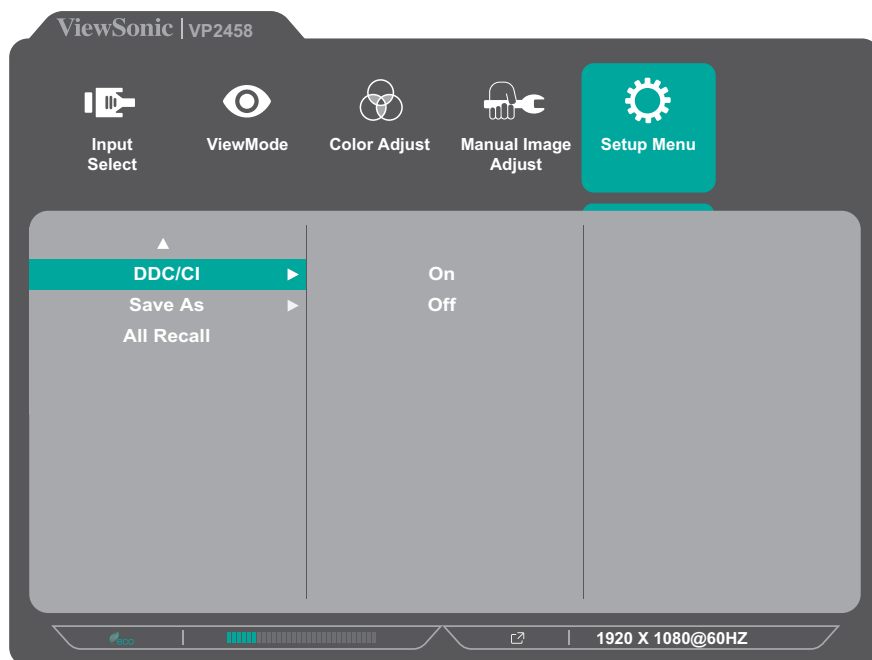 ViewSonic | VP2458
Input Select
ViewMode
Color Adjust
Manual Image Adjust
Setup Menu
▲
DDC/CI ► On
Save As ► Off
All Recall
eco
1920 X 1080@60HZ